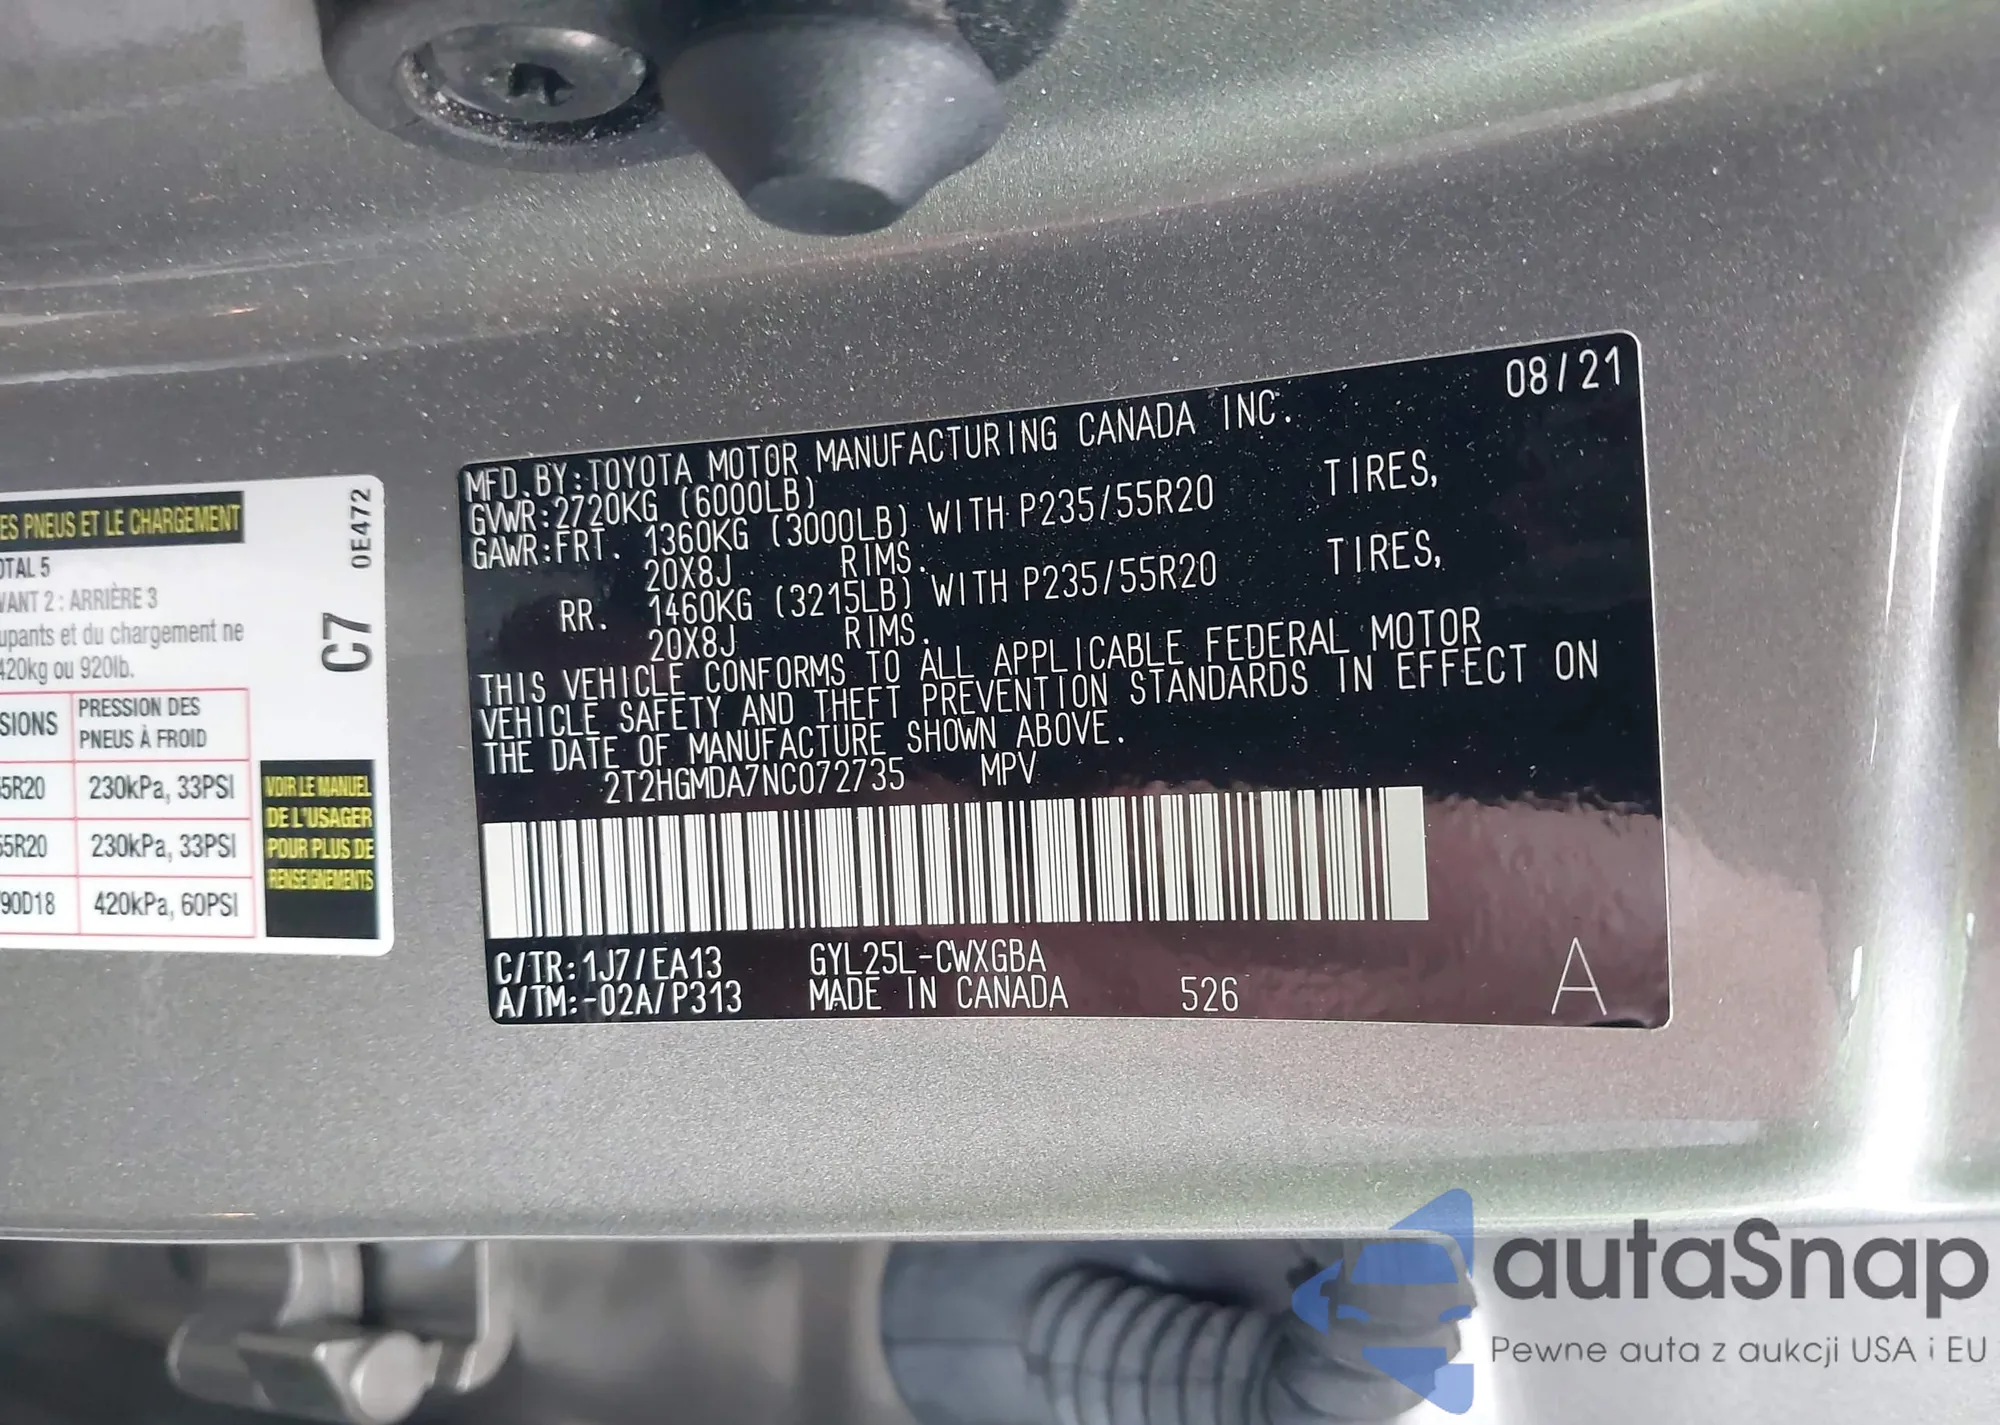 ES PNEUS ET LE CHARGEMENT
OTAL 5
VANT 2 : ARRIÈRE 3
upants et du chargement ne
420kg ou 920lb.
SIONS
PRESSION DES
PNEUS À FROID
55R20
230kPa, 33PSI
55R20
230kPa, 33PSI
90D18
420kPa, 60PSI
C7
0E472
VOIR LE MANUEL
DE L'USAGER
POUR PLUS DE
RENSEIGNEMENTS
08/21
MFD.BY:TOYOTA MOTOR MANUFACTURING CANADA INC.
GVWR:2720KG (6000LB)
GAWR:FRT. 1360KG (3000LB) WITH P235/55R20 TIRES,
20X8J RIMS.
RR. 1460KG (3215LB) WITH P235/55R20 TIRES,
20X8J RIMS.
THIS VEHICLE CONFORMS TO ALL APPLICABLE FEDERAL MOTOR
VEHICLE SAFETY AND THEFT PREVENTION STANDARDS IN EFFECT ON
THE DATE OF MANUFACTURE SHOWN ABOVE.
2T2HGMDA7NC072735 MPV
C/TR:1J7/EA13 GYL25L-CWXGBA
A/TM:-02A/P313 MADE IN CANADA 526 A
autaSnap
Pewne auta z aukcji USA i EU